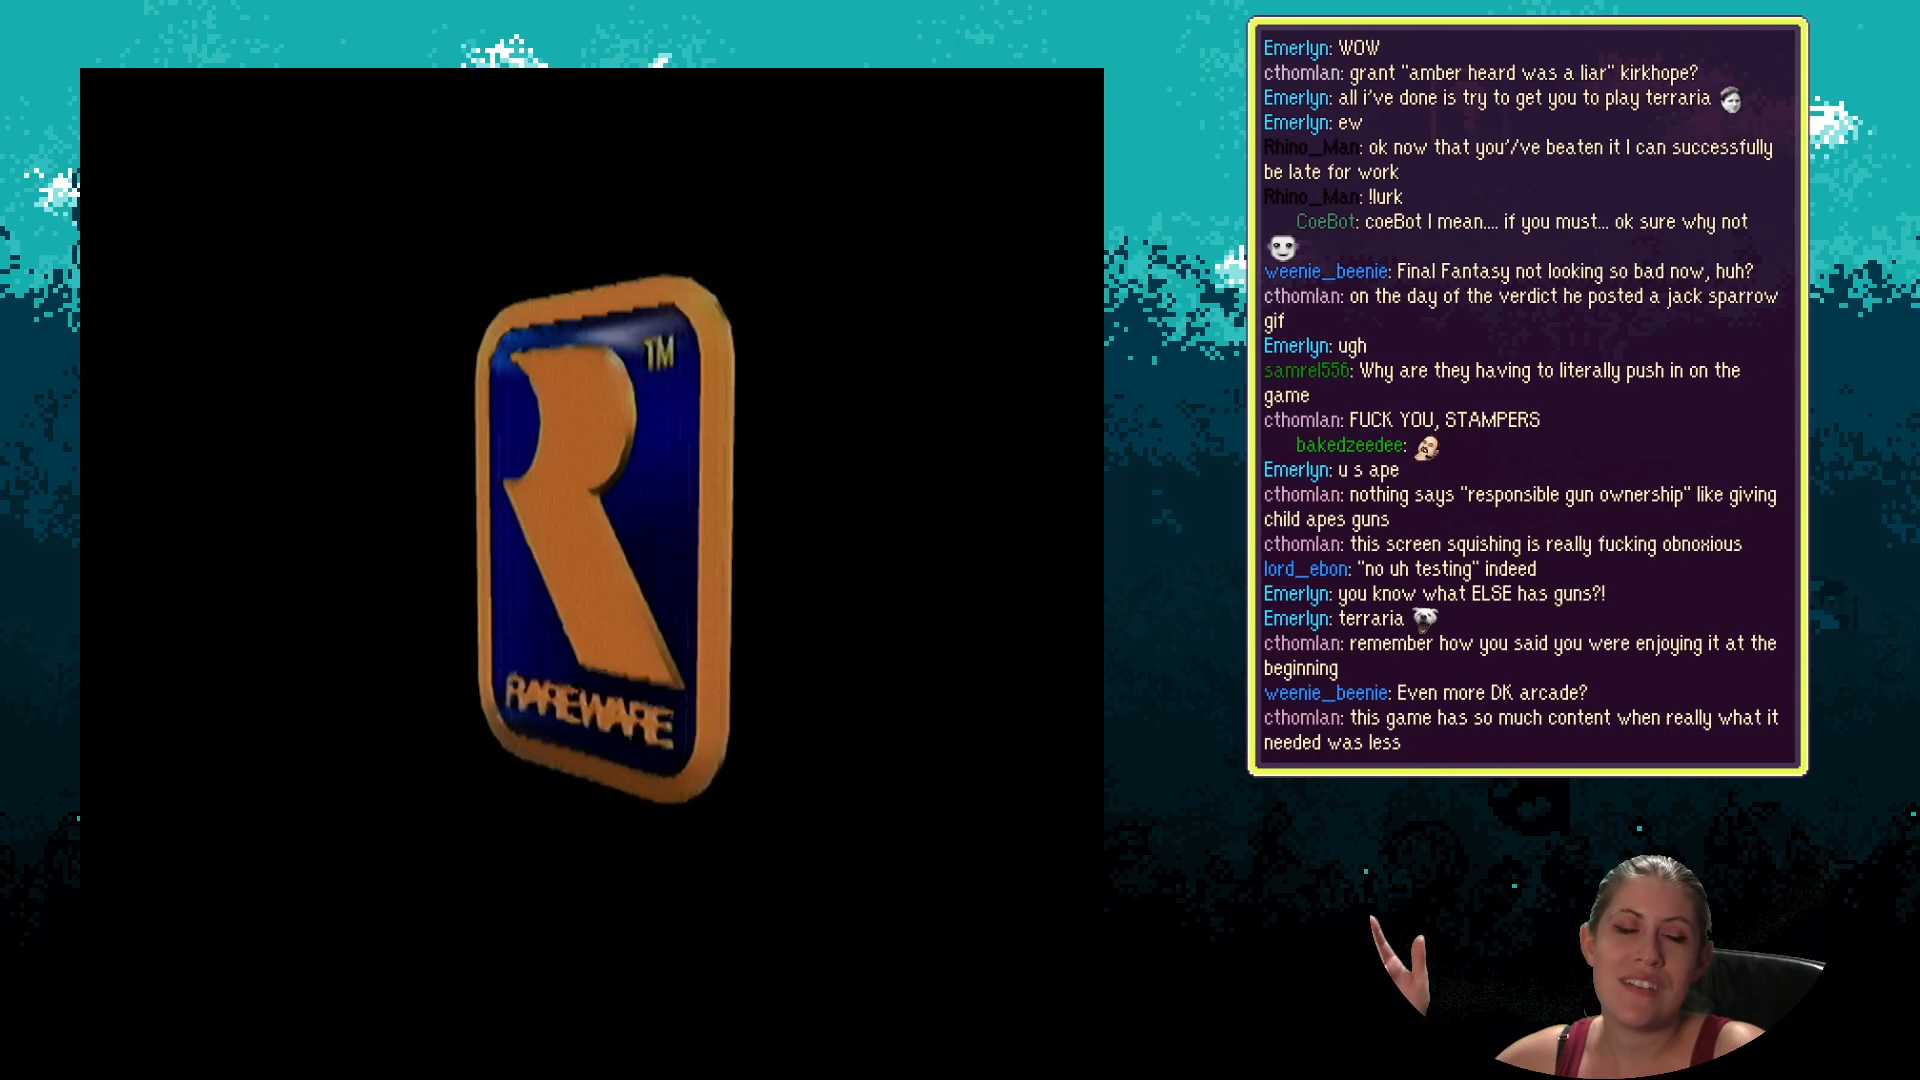 TM
RAREWARE
Emerlyn: WOW
cthomlan: grant "amber heard was a liar" kirkhope?
Emerlyn: all i've done is try to get you to play terraria
Emerlyn: ew
Rhino_Man: ok now that you'/ve beaten it I can successfully
be late for work
Rhino_Man: !lurk
CoeBot: coeBot I mean.... if you must... ok sure why not
weenie_beenie: Final Fantasy not looking so bad now, huh?
cthomlan: on the day of the verdict he posted a jack sparrow
gif
Emerlyn: ugh
samrel556: Why are they having to literally push in on the
game
cthomlan: FUCK YOU, STAMPERS
bakedzeedee:
Emerlyn: u s ape
cthomlan: nothing says "responsible gun ownership" like giving
child apes guns
cthomlan: this screen squishing is really fucking obnoxious
lord_ebon: "no uh testing" indeed
Emerlyn: you know what ELSE has guns?!
Emerlyn: terraria
cthomlan: remember how you said you were enjoying it at the
beginning
weenie_beenie: Even more DK arcade?
cthomlan: this game has so much content when really what it
needed was less